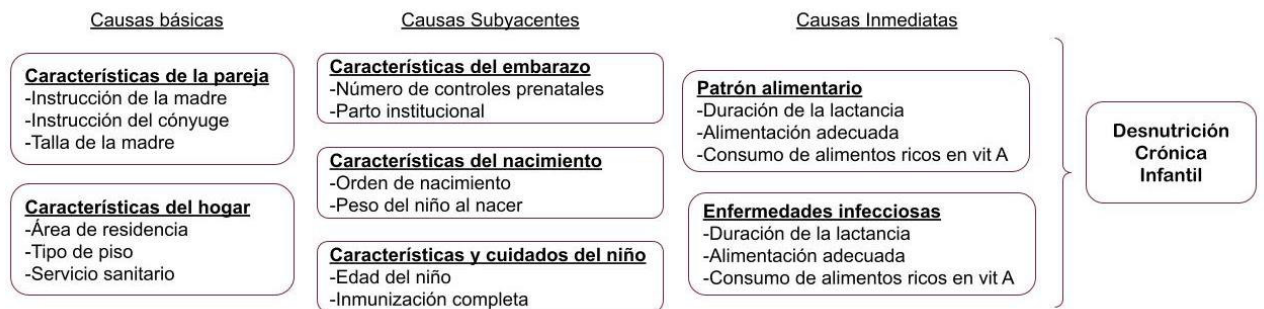 Causas básicas
Características de la pareja
-Instrucción de la madre
-Instrucción del cónyuge
-Talla de la madre
Características del hogar
-Área de residencia
-Tipo de piso
-Servicio sanitario
Causas Subyacentes
Características del embarazo
-Número de controles prenatales
-Parto institucional
Características del nacimiento
-Orden de nacimiento
-Peso del niño al nacer
Características y cuidados del niño
-Edad del niño
-Inmunización completa
Causas Inmediatas
Patrón alimentario
-Duración de la lactancia
-Alimentación adecuada
-Consumo de alimentos ricos en vit A
Enfermedades infecciosas
-Duración de la lactancia
-Alimentación adecuada
-Consumo de alimentos ricos en vit A
Desnutrición
Crónica
Infantil